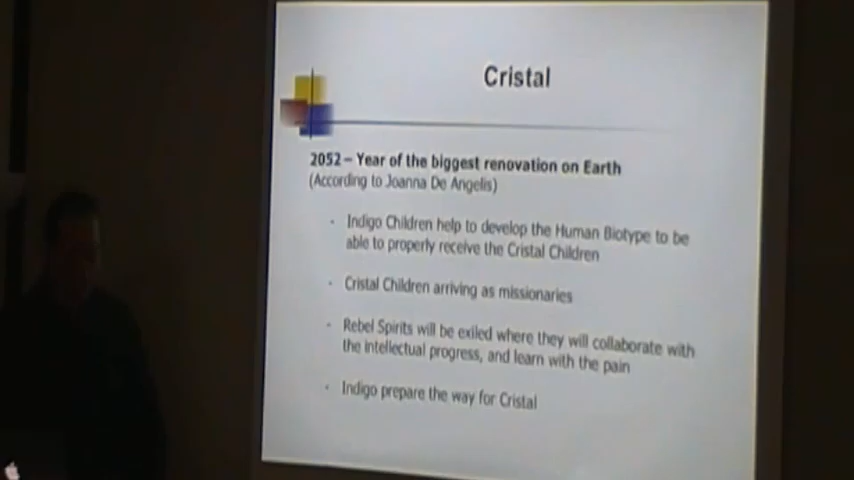 Cristal
2052 – Year of the biggest renovation on Earth
(According to Joanna De Angelis)
- Indigo Children help to develop the Human Biotype to be
able to properly receive the Cristal Children
- Cristal Children arriving as missionaries
- Rebel Spirits will be exiled where they will collaborate with
the intellectual progress, and learn with the pain
- Indigo prepare the way for Cristal